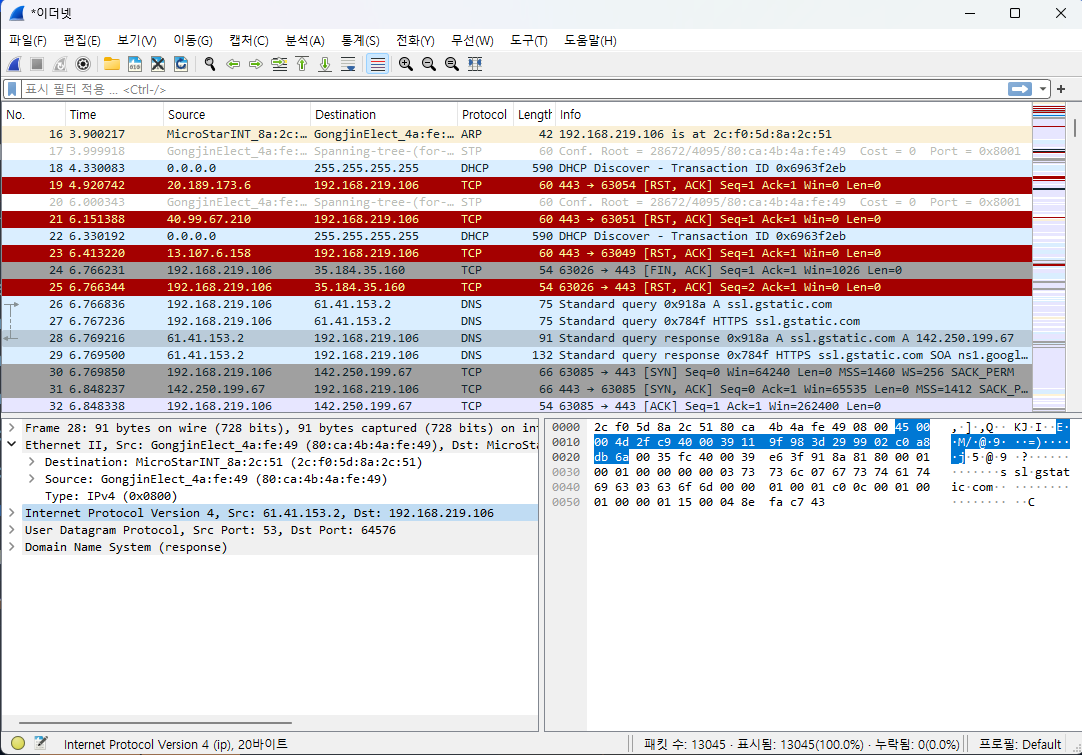 *이더넷
파일(F) 편집(E) 보기(V) 이동(G) 캡처(C) 분석(A) 통계(S) 전화(Y) 무선(W) 도구(T) 도움말(H)
표시 필터 적용 … <Ctrl-/>
No. Time Source Destination Protocol Length Info
16 3.900217 MicroStarINT_8a:2c:… GongjinElect_4a:fe:… ARP 42 192.168.219.106 is at 2c:f0:5d:8a:2c:51
17 3.999918 GongjinElect_4a:fe:… Spanning-tree-(for-… STP 60 Conf. Root = 28672/4095/80:ca:4b:4a:fe:49 Cost = 0 Port = 0x8001
18 4.330083 0.0.0.0 255.255.255.255 DHCP 590 DHCP Discover - Transaction ID 0x6963f2eb
19 4.920742 20.189.173.6 192.168.219.106 TCP 60 443 → 63054 [RST, ACK] Seq=1 Ack=1 Win=0 Len=0
20 6.000343 GongjinElect_4a:fe:… Spanning-tree-(for-… STP 60 Conf. Root = 28672/4095/80:ca:4b:4a:fe:49 Cost = 0 Port = 0x8001
21 6.151388 40.99.67.210 192.168.219.106 TCP 60 443 → 63051 [RST, ACK] Seq=1 Ack=1 Win=0 Len=0
22 6.330192 0.0.0.0 255.255.255.255 DHCP 590 DHCP Discover - Transaction ID 0x6963f2eb
23 6.413220 13.107.6.158 192.168.219.106 TCP 60 443 → 63049 [RST, ACK] Seq=1 Ack=1 Win=0 Len=0
24 6.766231 192.168.219.106 35.184.35.160 TCP 54 63026 → 443 [FIN, ACK] Seq=1 Ack=1 Win=1026 Len=0
25 6.766344 192.168.219.106 35.184.35.160 TCP 54 63026 → 443 [RST, ACK] Seq=2 Ack=1 Win=0 Len=0
26 6.766836 192.168.219.106 61.41.153.2 DNS 75 Standard query 0x918a A ssl.gstatic.com
27 6.767236 192.168.219.106 61.41.153.2 DNS 75 Standard query 0x784f HTTPS ssl.gstatic.com
28 6.769216 61.41.153.2 192.168.219.106 DNS 91 Standard query response 0x918a A ssl.gstatic.com A 142.250.199.67
29 6.769500 61.41.153.2 192.168.219.106 DNS 132 Standard query response 0x784f HTTPS ssl.gstatic.com SOA ns1.googl…
30 6.769850 192.168.219.106 142.250.199.67 TCP 66 63085 → 443 [SYN] Seq=0 Win=64240 Len=0 MSS=1460 WS=256 SACK_PERM
31 6.848237 142.250.199.67 192.168.219.106 TCP 66 443 → 63085 [SYN, ACK] Seq=0 Ack=1 Win=65535 Len=0 MSS=1412 SACK_P…
32 6.848338 192.168.219.106 142.250.199.67 TCP 54 63085 → 443 [ACK] Seq=1 Ack=1 Win=262400 Len=0
Frame 28: 91 bytes on wire (728 bits), 91 bytes captured (728 bits) on int
Ethernet II, Src: GongjinElect_4a:fe:49 (80:ca:4b:4a:fe:49), Dst: MicroSta
Destination: MicroStarINT_8a:2c:51 (2c:f0:5d:8a:2c:51)
Source: GongjinElect_4a:fe:49 (80:ca:4b:4a:fe:49)
Type: IPv4 (0x0800)
Internet Protocol Version 4, Src: 61.41.153.2, Dst: 192.168.219.106
User Datagram Protocol, Src Port: 53, Dst Port: 64576
Domain Name System (response)
0000 2c f0 5d 8a 2c 51 80 ca 4b 4a fe 49 08 00 45 00 ,·]·,Q·· KJ·I··E·
0010 00 4d 2f c9 40 00 39 11 9f 98 3d 29 99 02 c0 a8 ·M/·@·9· ··=)····
0020 db 6a 00 35 fc 40 00 39 e6 3f 91 8a 81 80 00 01 ·j·5·@·9 ·?······
0030 00 01 00 00 00 00 03 73 73 6c 07 67 73 74 61 74 ·······s sl·gstat
0040 69 63 03 63 6f 6d 00 00 01 00 01 c0 0c 00 01 00 ic·com·· ········
0050 01 00 00 01 15 00 04 8e fa c7 43 ········ ··C
Internet Protocol Version 4 (ip), 20바이트
패킷 수: 13045 · 표시됨: 13045(100.0%) · 누락됨: 0(0.0%)
프로필: Default